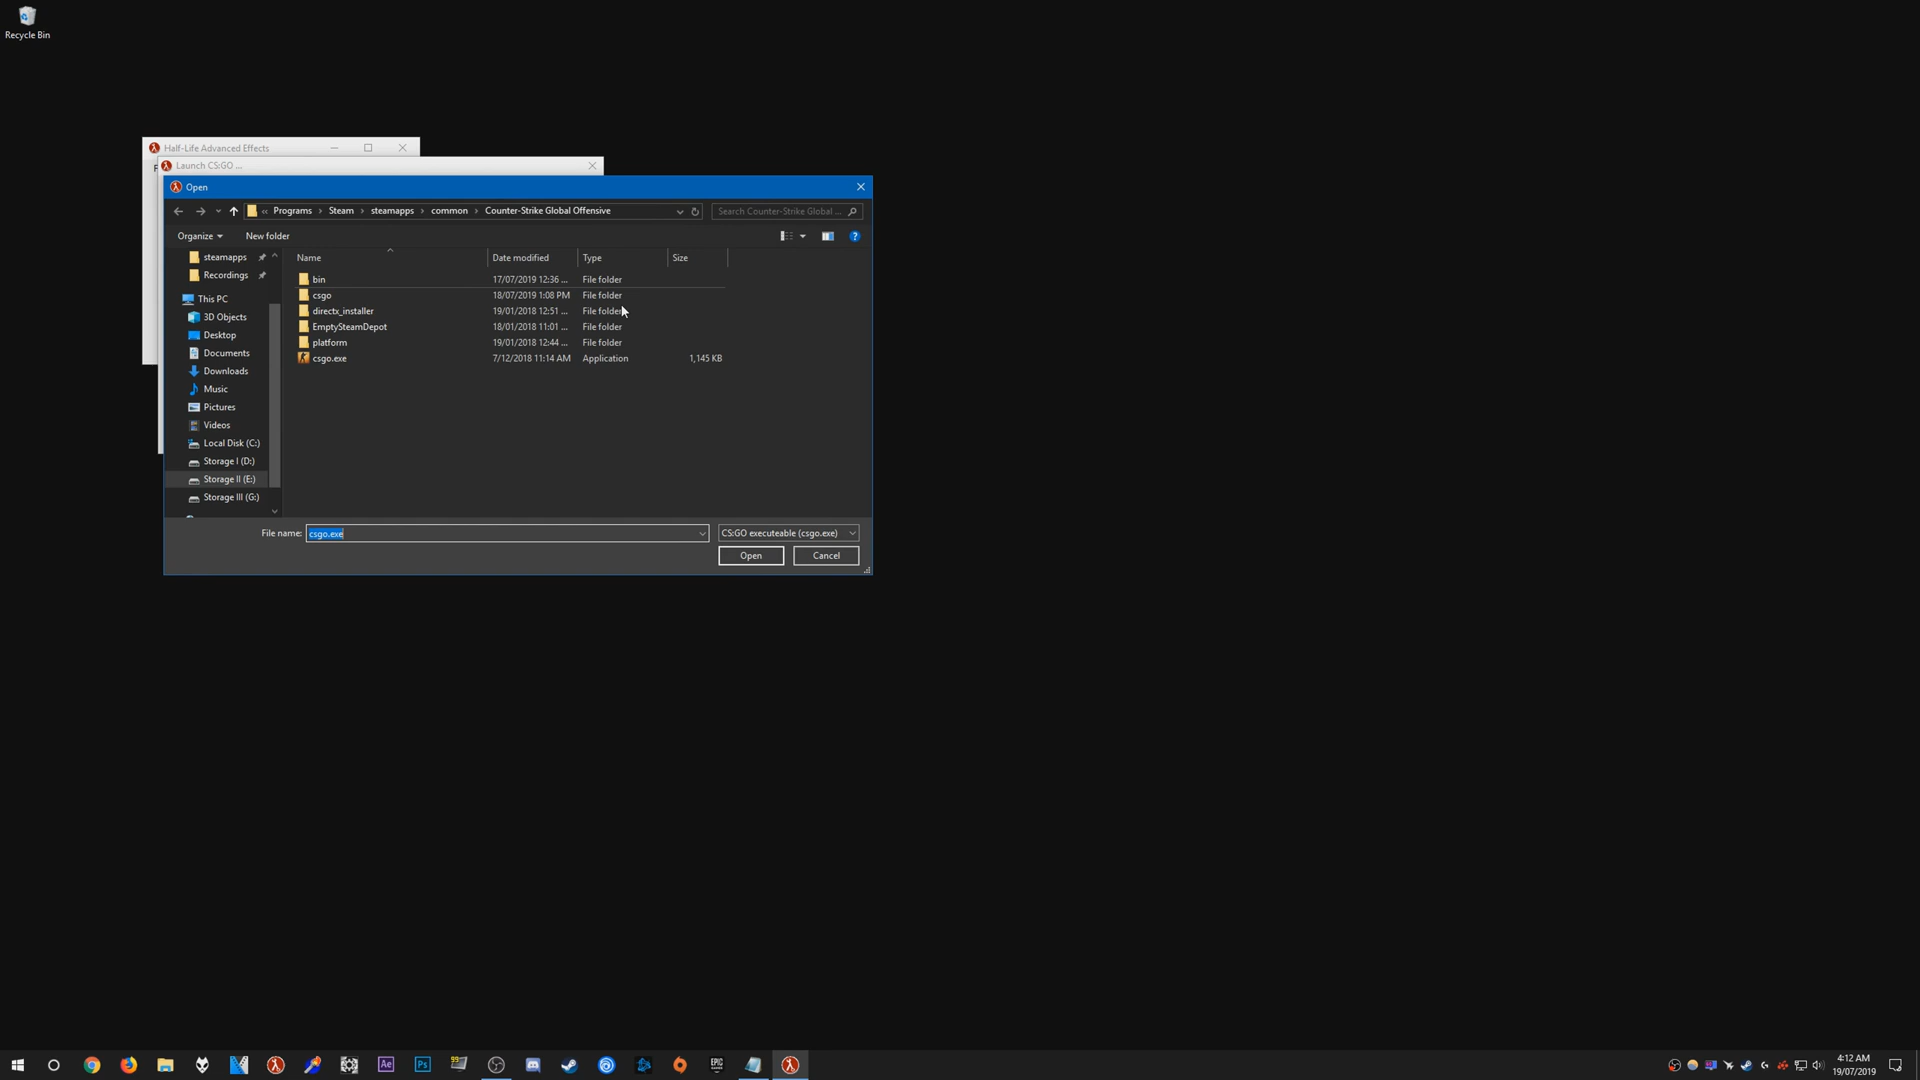 Recycle Bin
Half-Life Advanced Effects
Launch CS:GO ...
Open
« Programs › Steam › steamapps › common › Counter-Strike Global Offensive
Search Counter-Strike Global ...
Organize
New folder
steamapps
Recordings
This PC
3D Objects
Desktop
Documents
Downloads
Music
Pictures
Videos
Local Disk (C:)
Storage I (D:)
Storage II (E:)
Storage III (G:)
Name Date modified Type Size
bin 17/07/2019 12:36 ... File folder
csgo 18/07/2019 1:08 PM File folder
directx_installer 19/01/2018 12:51 ... File folder
EmptySteamDepot 18/01/2018 11:01 ... File folder
platform 19/01/2018 12:44 ... File folder
csgo.exe 7/12/2018 11:14 AM Application 1,145 KB
File name: csgo.exe
CS:GO executeable (csgo.exe)
Open
Cancel
Ae
Ps
99
EPIC
4:12 AM
19/07/2019